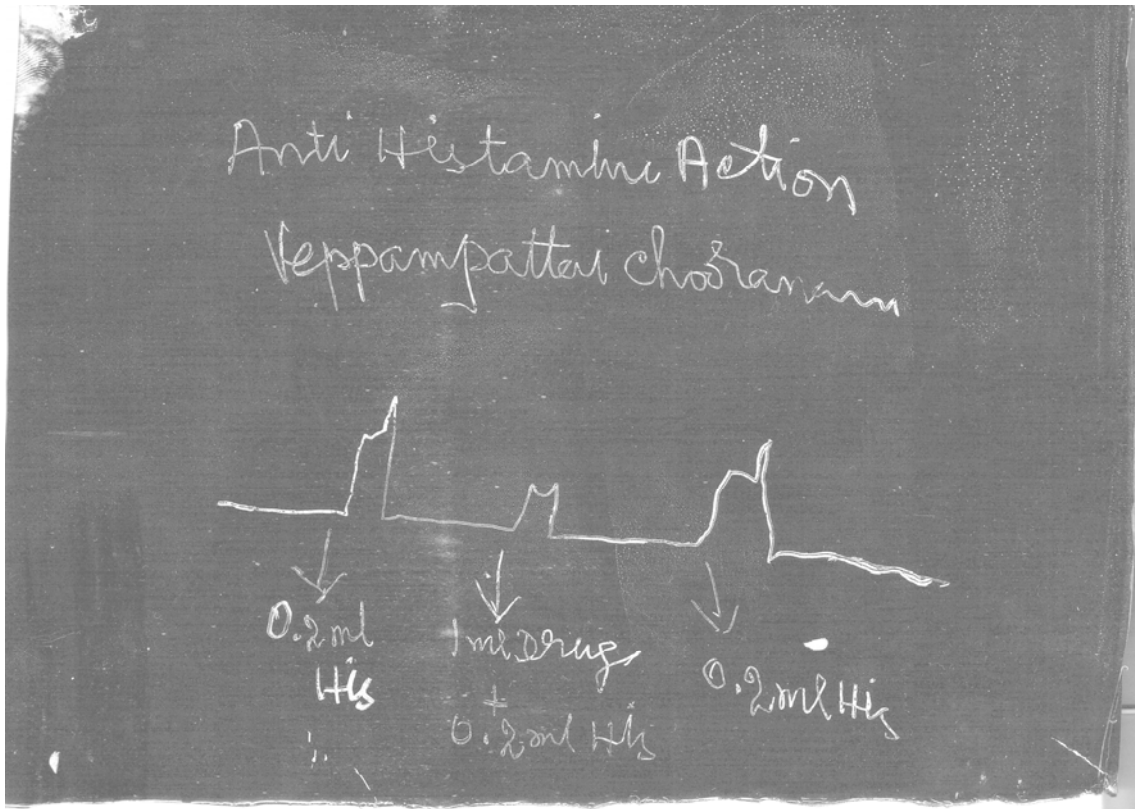 Anti Histamine Action
Veppampattai Chooranam
0.2ml
His
1ml Drug
+
0.2ml His
0.2ml His